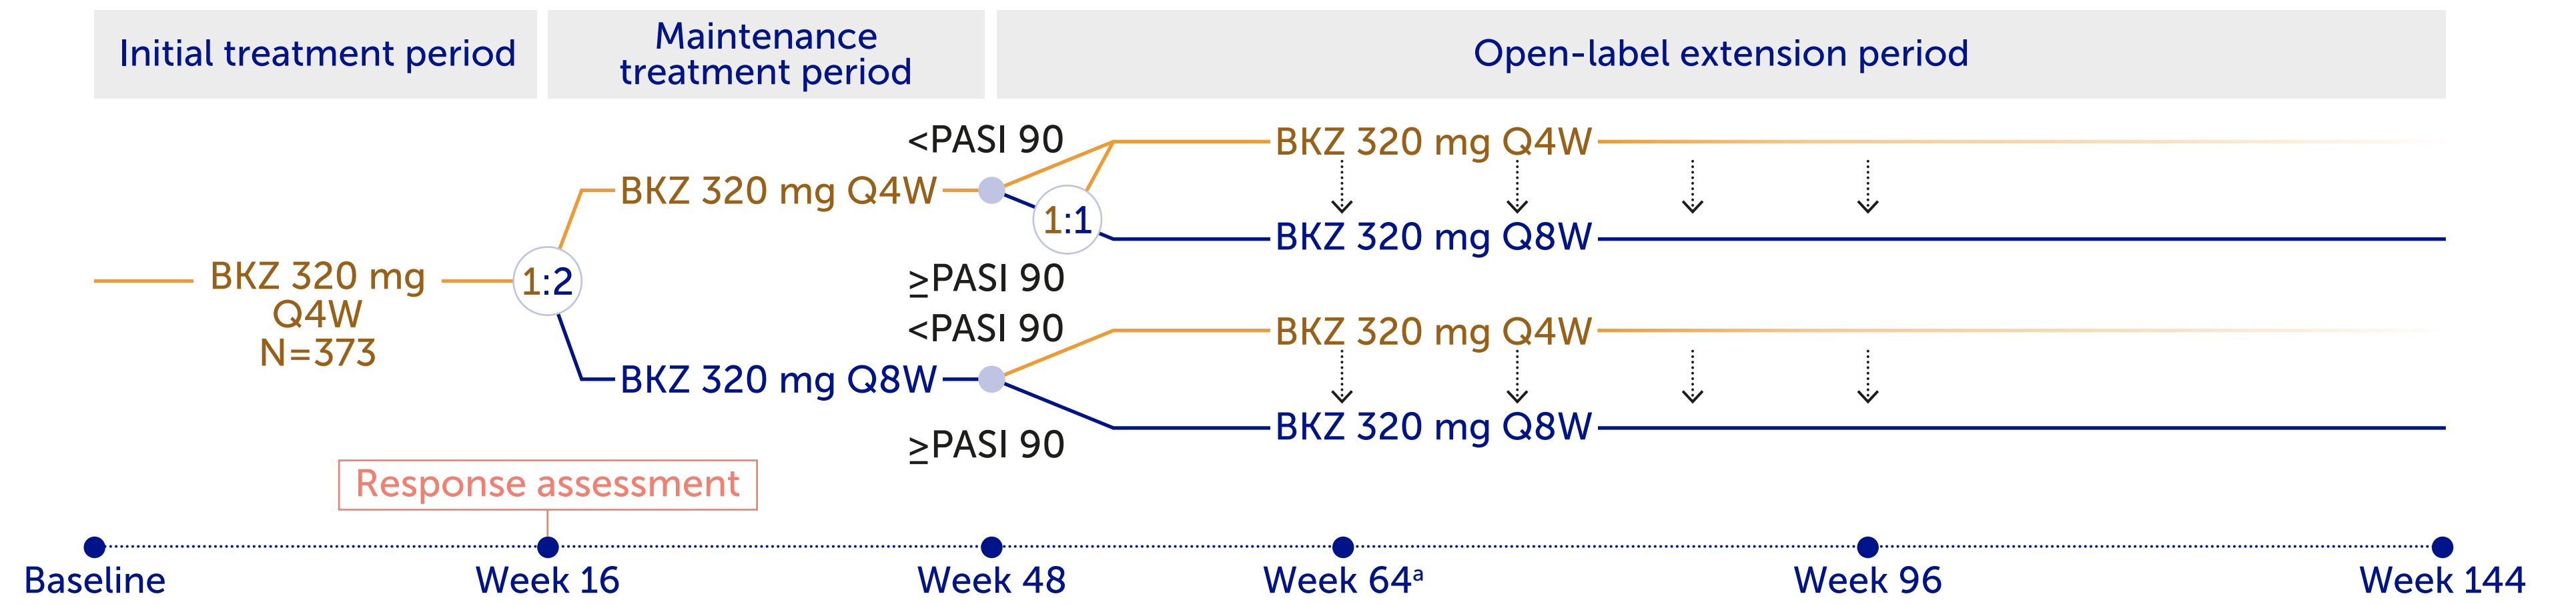 Initial treatment period
Maintenance
treatment period
Open-label extension period
<PASI 90
BKZ 320 mg Q4W
BKZ 320 mg Q4W
1:1
BKZ 320 mg Q8W
BKZ 320 mg
Q4W
N=373
1:2
≥PASI 90
<PASI 90
BKZ 320 mg Q4W
BKZ 320 mg Q8W
BKZ 320 mg Q8W
≥PASI 90
Response assessment
Baseline
Week 16
Week 48
Week 64ᵃ
Week 96
Week 144